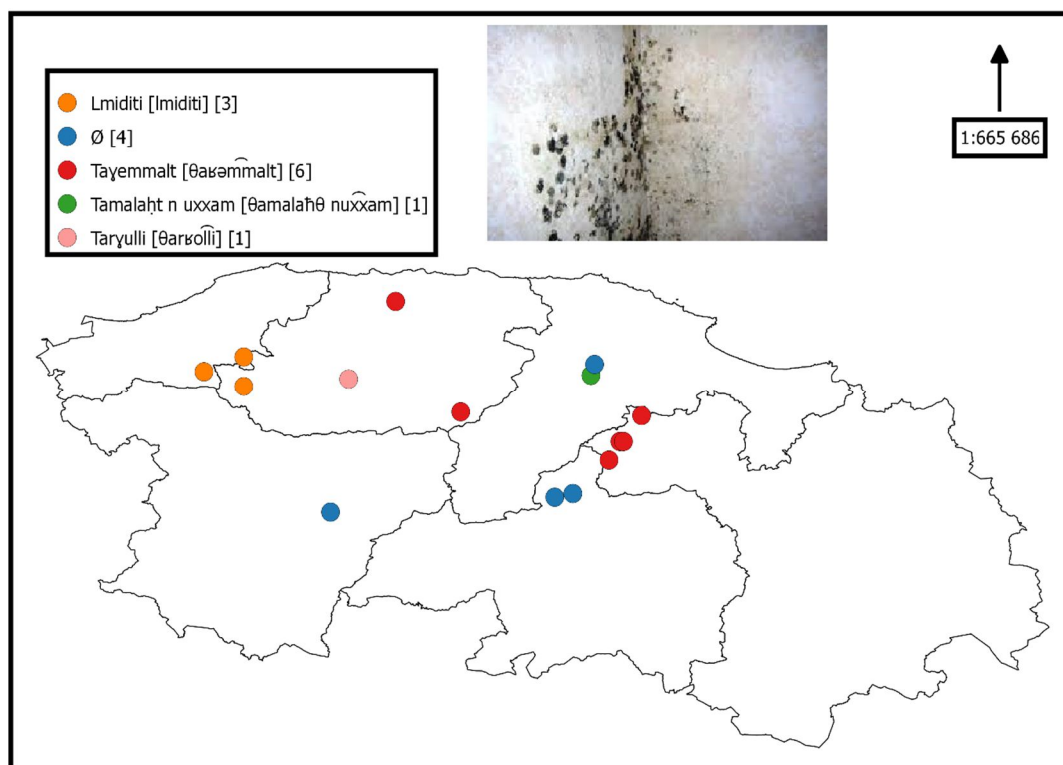 Lmiditi [lmiditi] [3]
Ø [4]
Taɣemmalt [θaʁəm͡malt] [6]
Tamalaḥt n uxxam [θamalaħθ nux͡xam] [1]
Tarɣulli [θarʁol͡li] [1]
1:665 686